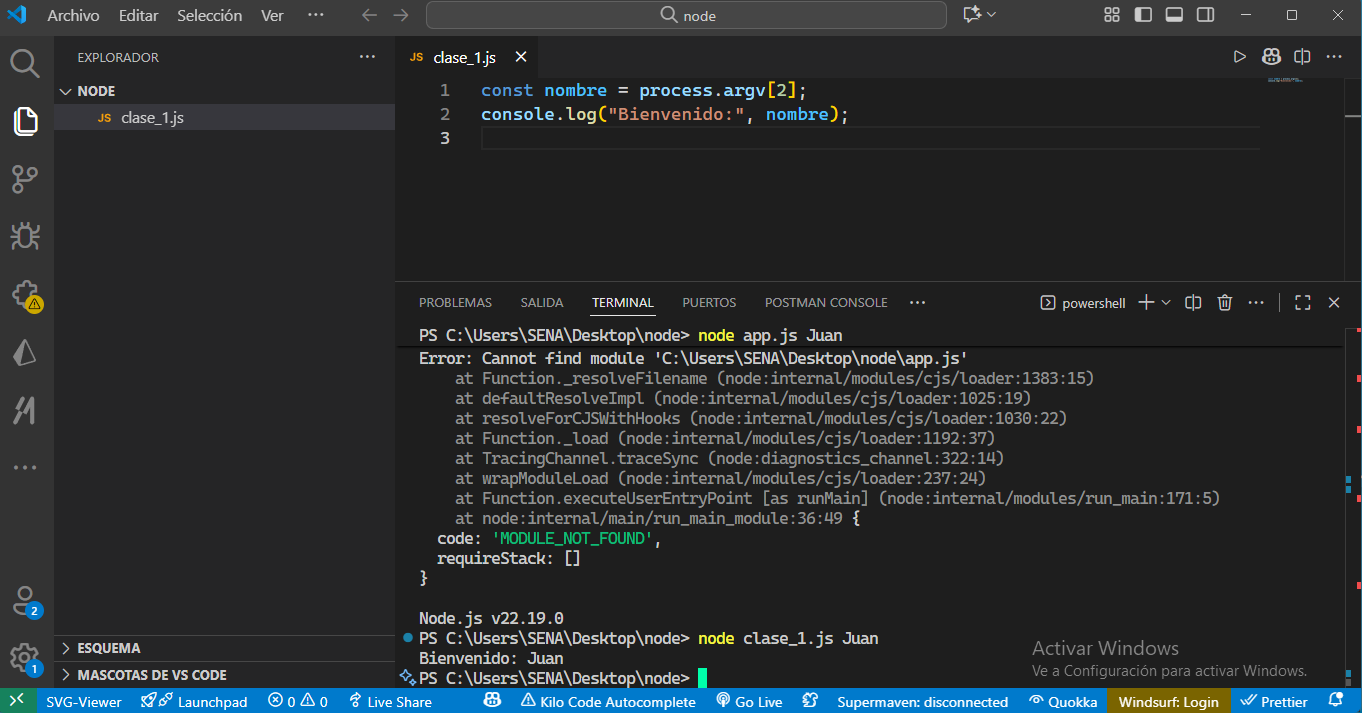 Archivo Editar Selección Ver ··· node
EXPLORADOR ···
NODE
JS clase_1.js
ESQUEMA
MASCOTAS DE VS CODE
JS clase_1.js
1 const nombre = process.argv[2];
2 console.log("Bienvenido:", nombre);
3
PROBLEMAS SALIDA TERMINAL PUERTOS POSTMAN CONSOLE ··· powershell
PS C:\Users\SENA\Desktop\node> node app.js Juan
Error: Cannot find module 'C:\Users\SENA\Desktop\node\app.js'
at Function._resolveFilename (node:internal/modules/cjs/loader:1383:15)
at defaultResolveImpl (node:internal/modules/cjs/loader:1025:19)
at resolveForCJSWithHooks (node:internal/modules/cjs/loader:1030:22)
at Function._load (node:internal/modules/cjs/loader:1192:37)
at TracingChannel.traceSync (node:diagnostics_channel:322:14)
at wrapModuleLoad (node:internal/modules/cjs/loader:237:24)
at Function.executeUserEntryPoint [as runMain] (node:internal/modules/run_main:171:5)
at node:internal/main/run_main_module:36:49 {
code: 'MODULE_NOT_FOUND',
requireStack: []
}
Node.js v22.19.0
PS C:\Users\SENA\Desktop\node> node clase_1.js Juan
Bienvenido: Juan
PS C:\Users\SENA\Desktop\node>
Activar Windows
Ve a Configuración para activar Windows.
2
1
SVG-Viewer Launchpad 0 0 Live Share Kilo Code Autocomplete Go Live Supermaven: disconnected Quokka Windsurf: Login Prettier